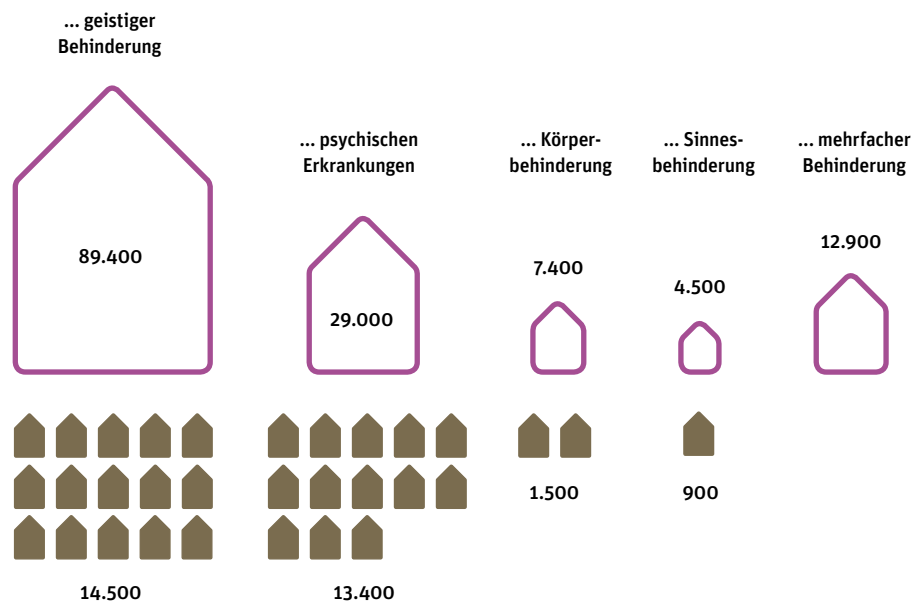 ... geistiger
Behinderung
... psychischen
Erkrankungen
... Körper-
behinderung
... Sinnes-
behinderung
... mehrfacher
Behinderung
89.400
29.000
7.400
4.500
12.900
14.500
13.400
1.500
900